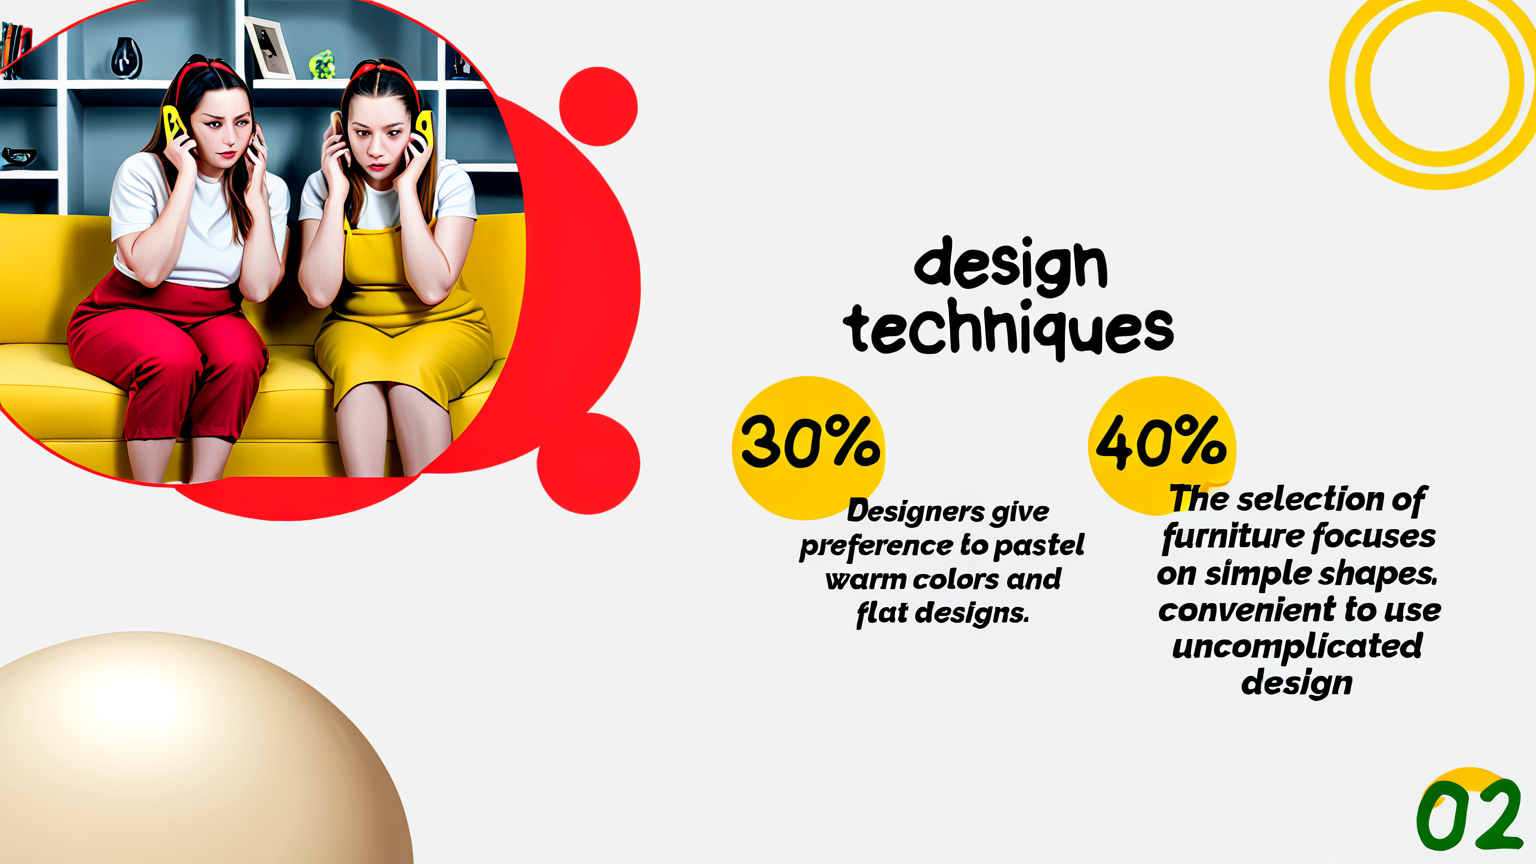 design
techniques
30%
Designers give
preference to pastel
warm colors and
flat designs.
40%
The selection of
furniture focuses
on simple shapes.
convenient to use
uncomplicated
design
02